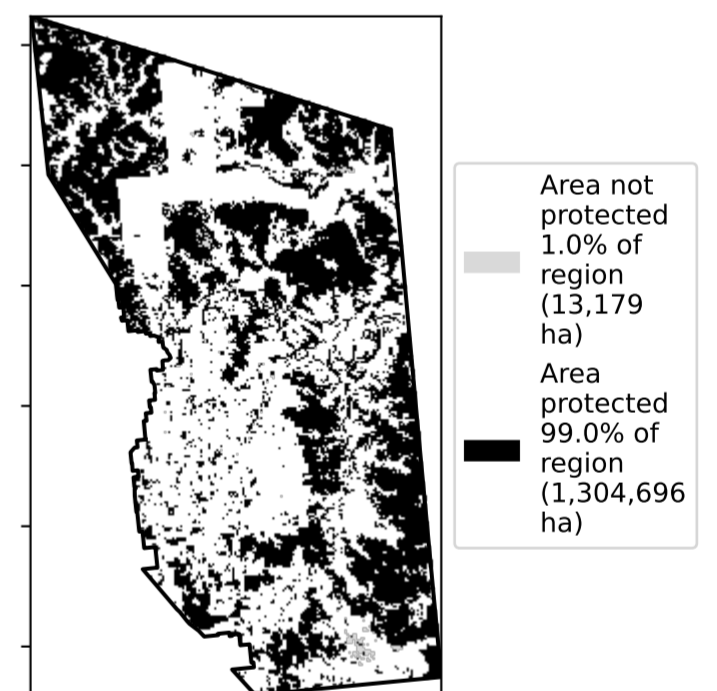 Area not
protected
1.0% of
region
(13,179
ha)
Area
protected
99.0% of
region
(1,304,696
ha)